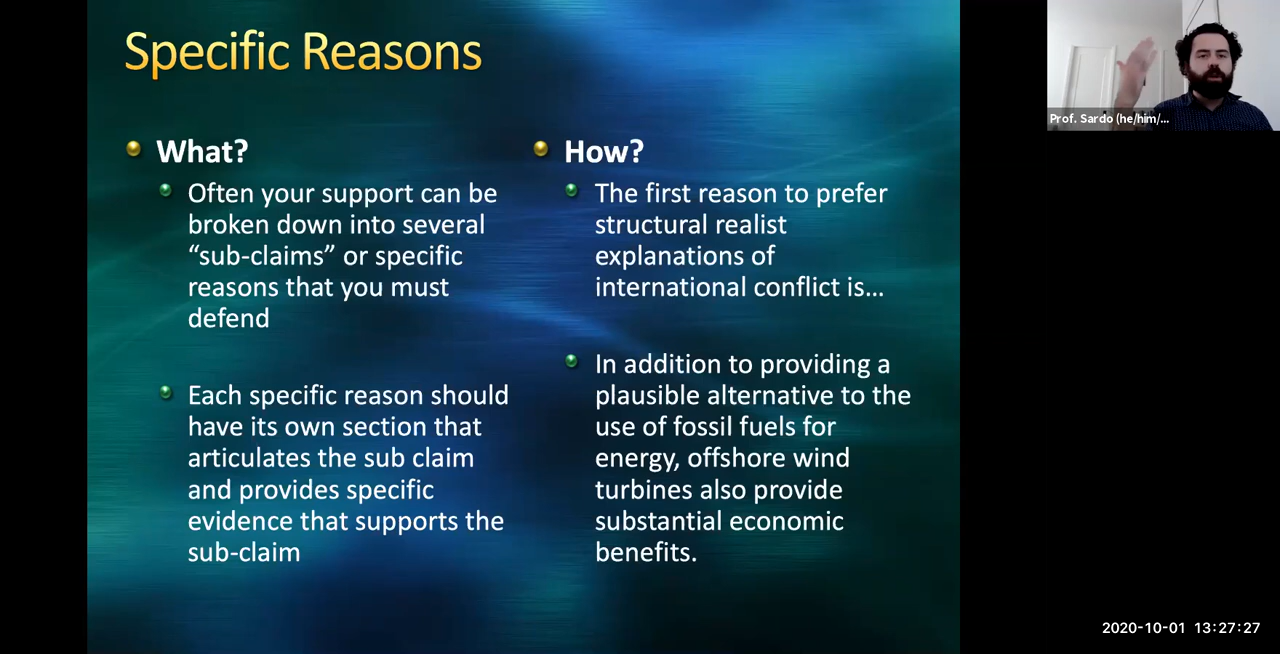 Specific Reasons
What?
Often your support can be
broken down into several
“sub-claims” or specific
reasons that you must
defend
Each specific reason should
have its own section that
articulates the sub claim
and provides specific
evidence that supports the
sub-claim
How?
The first reason to prefer
structural realist
explanations of
international conflict is...
In addition to providing a
plausible alternative to the
use of fossil fuels for
energy, offshore wind
turbines also provide
substantial economic
benefits.
Prof. Sardo (he/him/...
2020-10-01 13:27:27